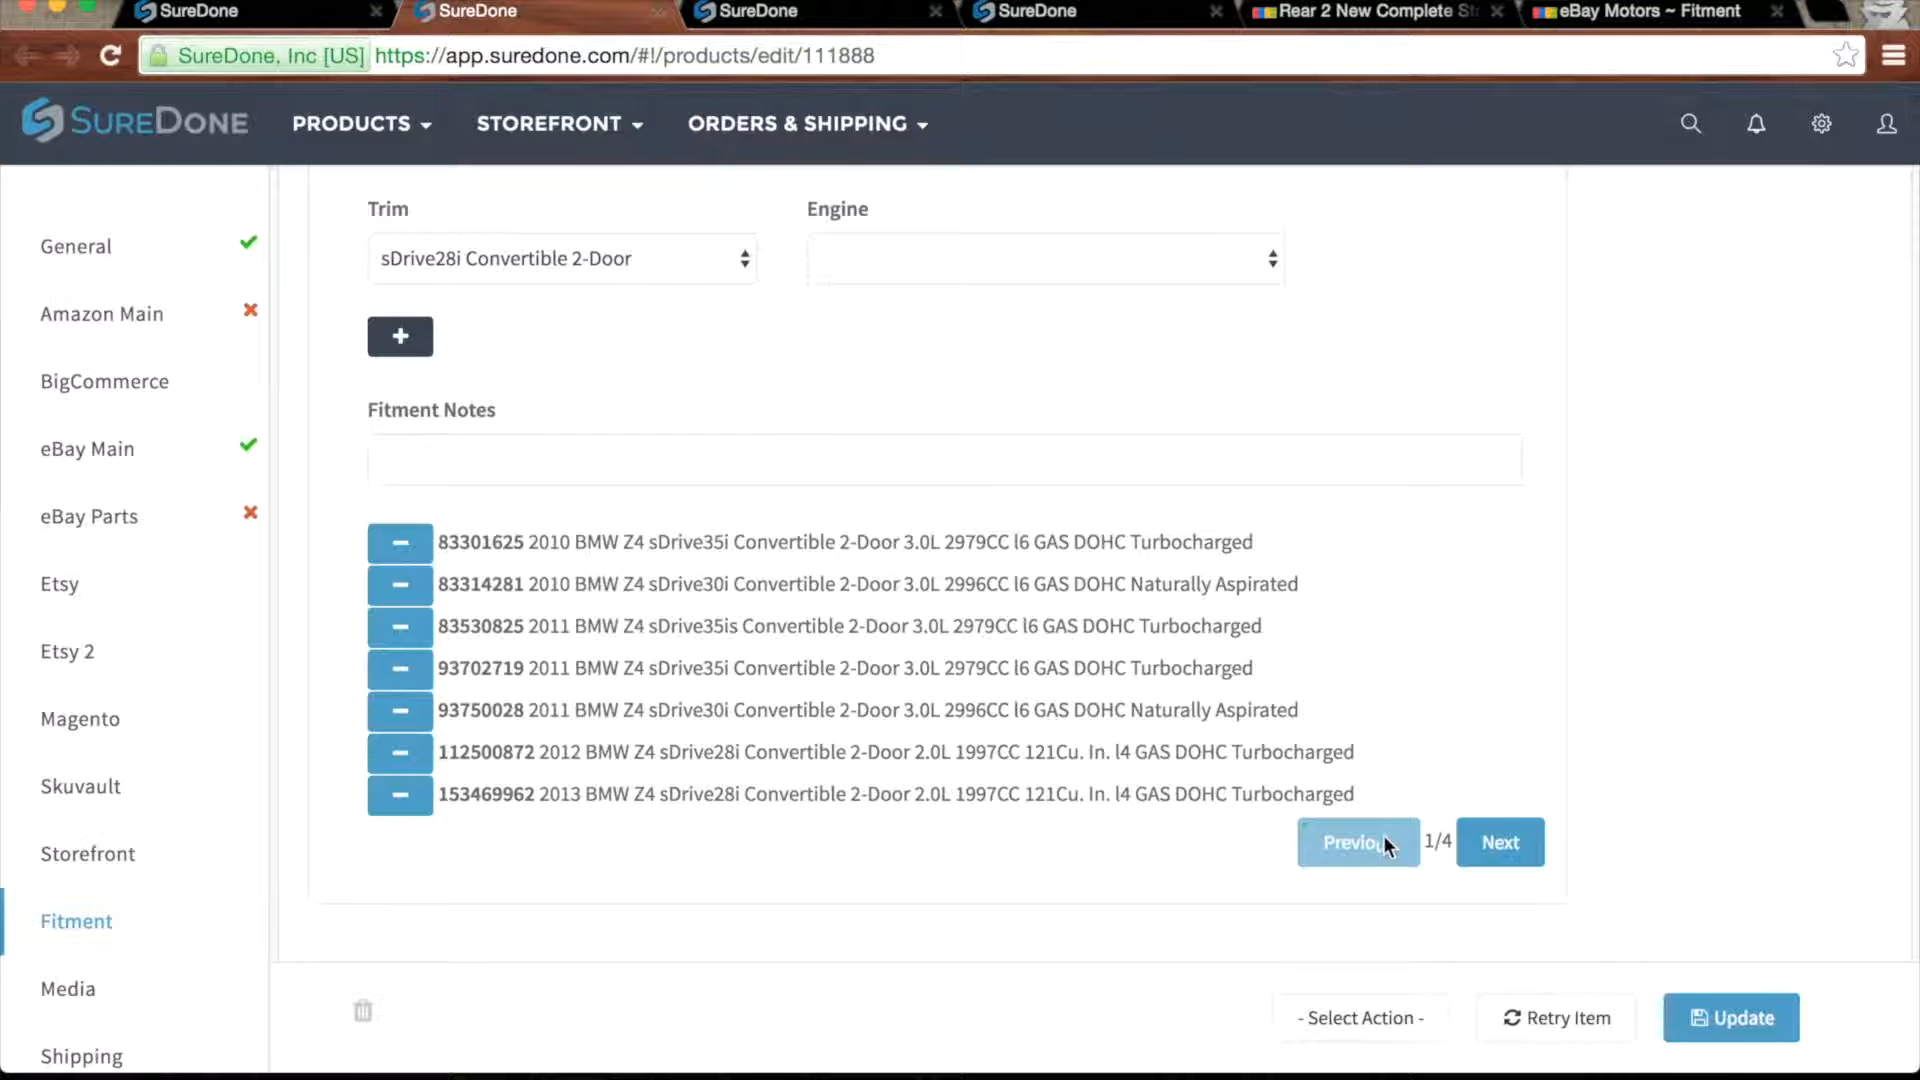 SureDone
SureDone
SureDone
SureDone
Rear 2 New Complete St
eBay Motors ~ Fitment
SureDone, Inc [US] https://app.suredone.com/#!/products/edit/111888
SUREDONE
PRODUCTS
STOREFRONT
ORDERS & SHIPPING
General
Amazon Main
BigCommerce
eBay Main
eBay Parts
Etsy
Etsy 2
Magento
Skuvault
Storefront
Fitment
Media
Shipping
Trim
Engine
sDrive28i Convertible 2-Door
+
Fitment Notes
83301625 2010 BMW Z4 sDrive35i Convertible 2-Door 3.0L 2979CC l6 GAS DOHC Turbocharged
83314281 2010 BMW Z4 sDrive30i Convertible 2-Door 3.0L 2996CC l6 GAS DOHC Naturally Aspirated
83530825 2011 BMW Z4 sDrive35is Convertible 2-Door 3.0L 2979CC l6 GAS DOHC Turbocharged
93702719 2011 BMW Z4 sDrive35i Convertible 2-Door 3.0L 2979CC l6 GAS DOHC Turbocharged
93750028 2011 BMW Z4 sDrive30i Convertible 2-Door 3.0L 2996CC l6 GAS DOHC Naturally Aspirated
112500872 2012 BMW Z4 sDrive28i Convertible 2-Door 2.0L 1997CC 121Cu. In. l4 GAS DOHC Turbocharged
153469962 2013 BMW Z4 sDrive28i Convertible 2-Door 2.0L 1997CC 121Cu. In. l4 GAS DOHC Turbocharged
Previous 1/4 Next
- Select Action -
Retry Item
Update